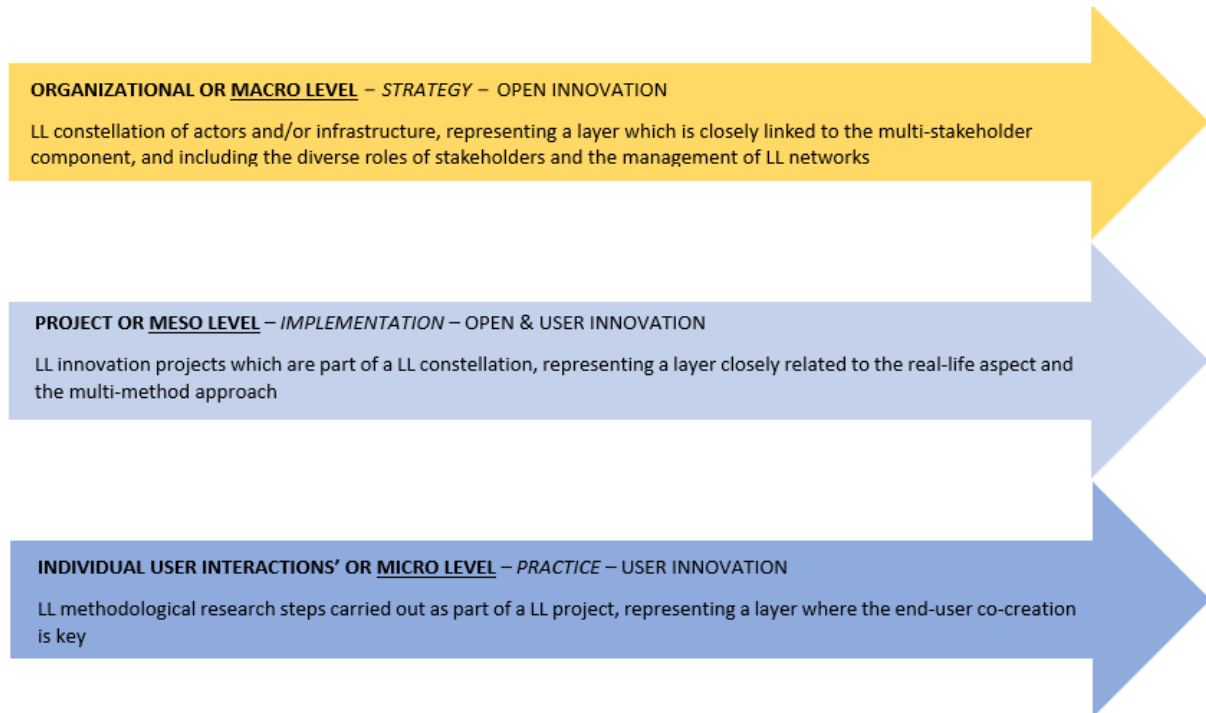 ORGANIZATIONAL OR MACRO LEVEL – STRATEGY – OPEN INNOVATION
LL constellation of actors and/or infrastructure, representing a layer which is closely linked to the multi-stakeholder
component, and including the diverse roles of stakeholders and the management of LL networks
PROJECT OR MESO LEVEL – IMPLEMENTATION – OPEN & USER INNOVATION
LL innovation projects which are part of a LL constellation, representing a layer closely related to the real-life aspect and
the multi-method approach
INDIVIDUAL USER INTERACTIONS’ OR MICRO LEVEL – PRACTICE – USER INNOVATION
LL methodological research steps carried out as part of a LL project, representing a layer where the end-user co-creation
is key